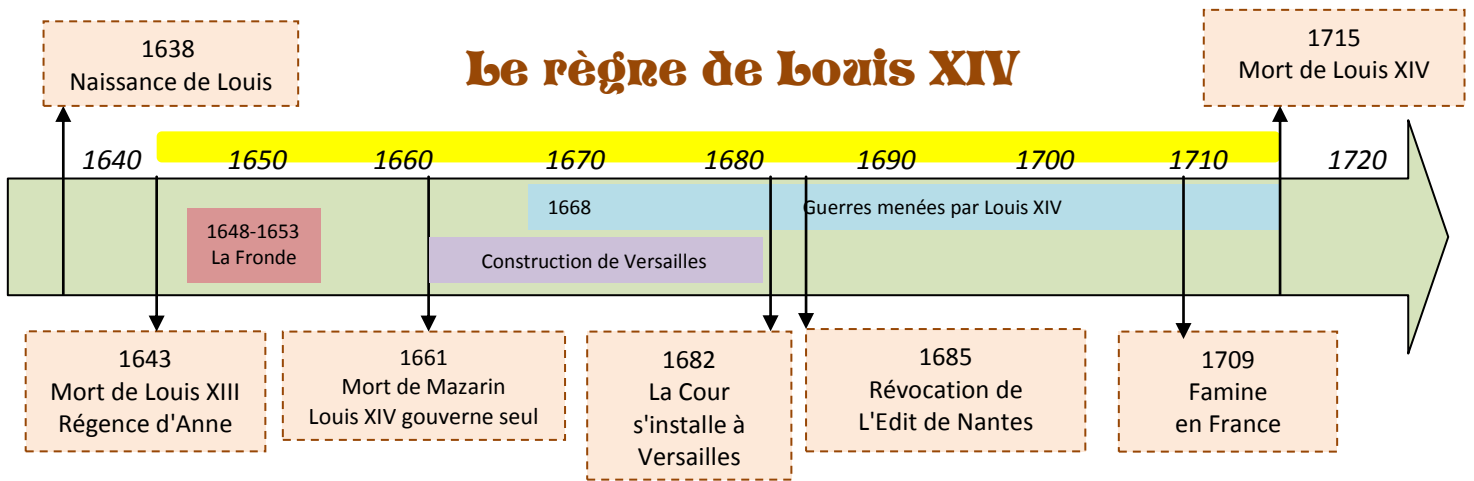 1638
Naissance de Louis
Le règne de Louis XIV
1715
Mort de Louis XIV
1640 1650 1660 1670 1680 1690 1700 1710 1720
1668 Guerres menées par Louis XIV
1648-1653
La Fronde
Construction de Versailles
1643
Mort de Louis XIII
Régence d'Anne
1661
Mort de Mazarin
Louis XIV gouverne seul
1682
La Cour
s'installe à
Versailles
1685
Révocation de
L'Edit de Nantes
1709
Famine
en France